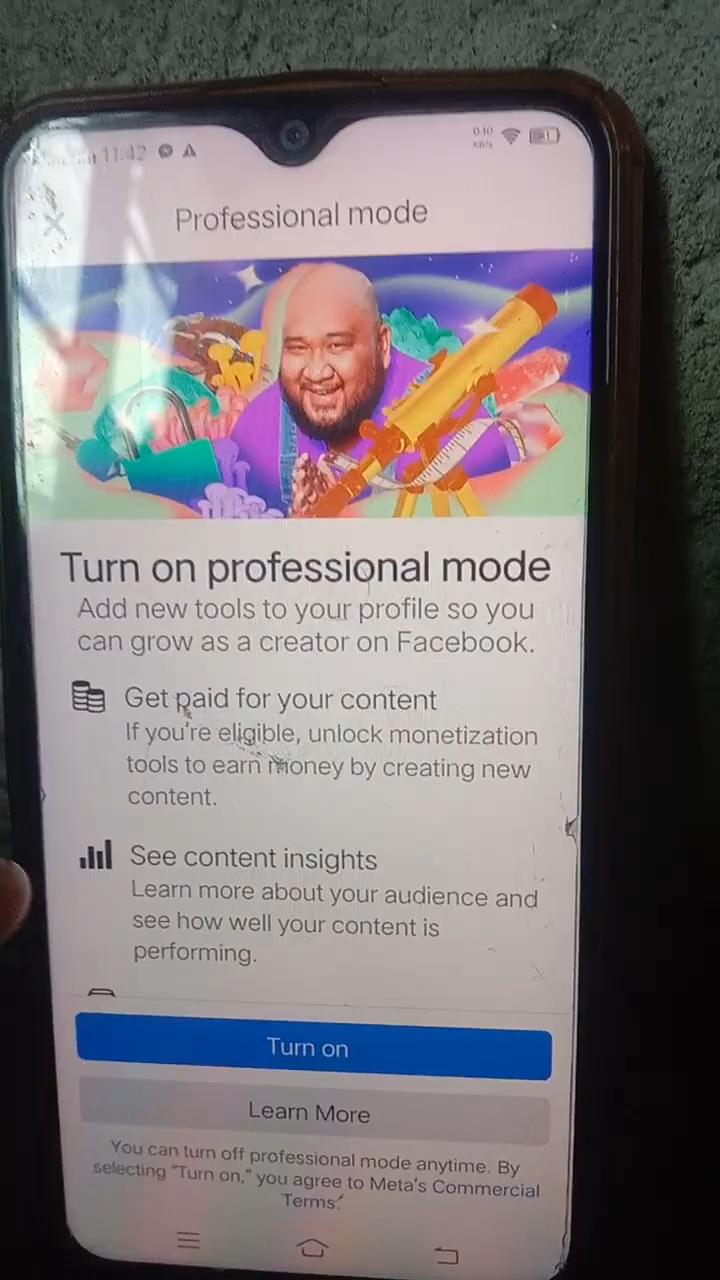 11:42
0.10
KB/s
Professional mode
Turn on professional mode
Add new tools to your profile so you
can grow as a creator on Facebook.
Get paid for your content
If you're eligible, unlock monetization
tools to earn money by creating new
content.
See content insights
Learn more about your audience and
see how well your content is
performing.
Turn on
Learn More
You can turn off professional mode anytime. By
selecting "Turn on," you agree to Meta's Commercial
Terms.